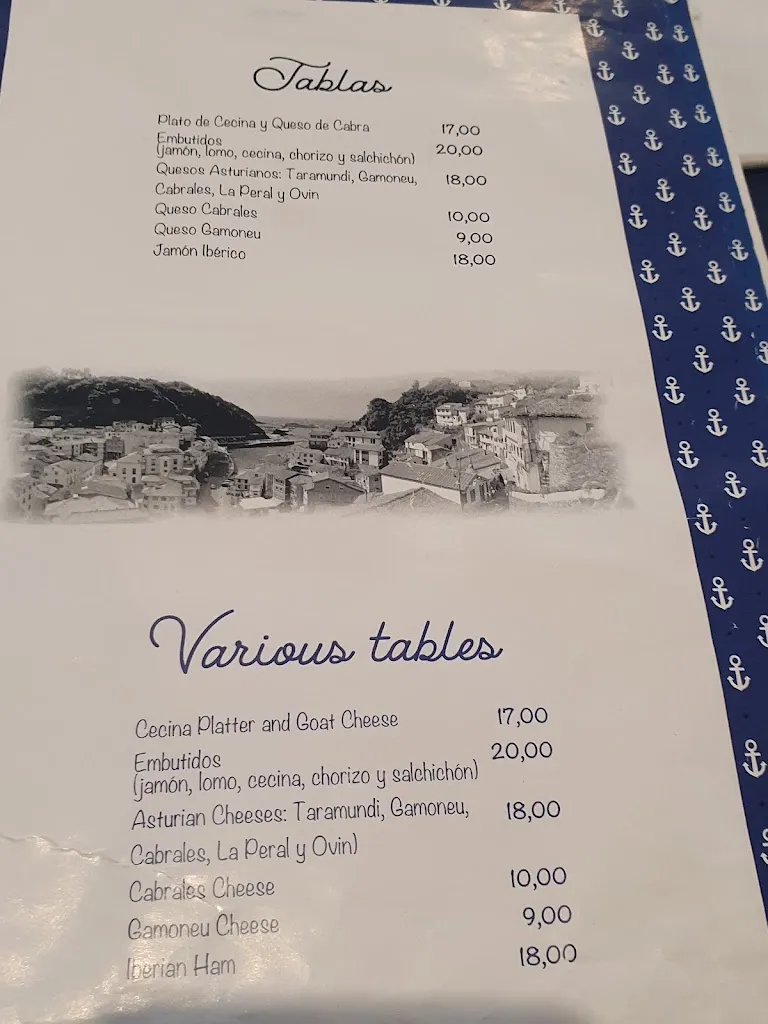 Tablas
Plato de Cecina y Queso de Cabra 17,00
Embutidos 20,00
(jamón, lomo, cecina, chorizo y salchichón)
Quesos Asturianos: Taramundi, Gamoneu, 18,00
Cabrales, La Peral y Ovin
Queso Cabrales 10,00
Queso Gamoneu 9,00
Jamón Ibérico 18,00
Various tables
Cecina Platter and Goat Cheese 17,00
Embutidos 20,00
(jamón, lomo, cecina, chorizo y salchichón)
Asturian Cheeses: Taramundi, Gamoneu, 18,00
Cabrales, La Peral y Ovin)
Cabrales Cheese 10,00
Gamoneu Cheese 9,00
Iberian Ham 18,00